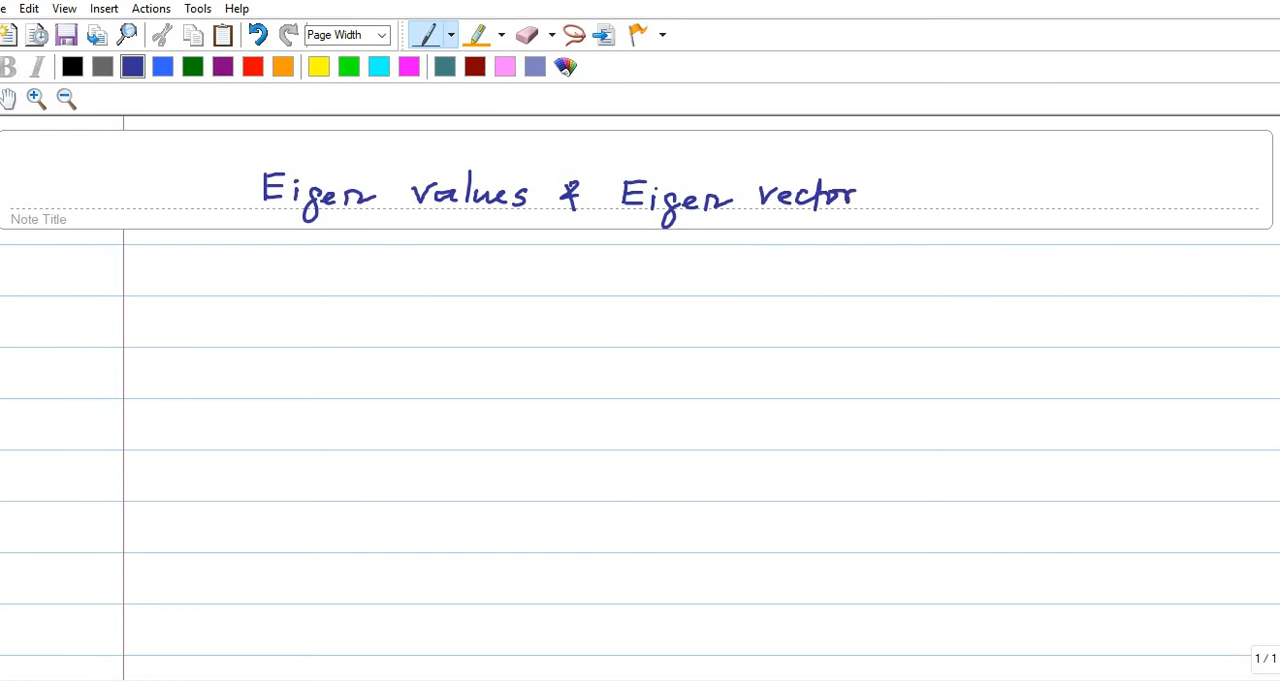 e Edit View Insert Actions Tools Help
Page Width
B I
Eigen values & Eigen vector
Note Title
1 / 1